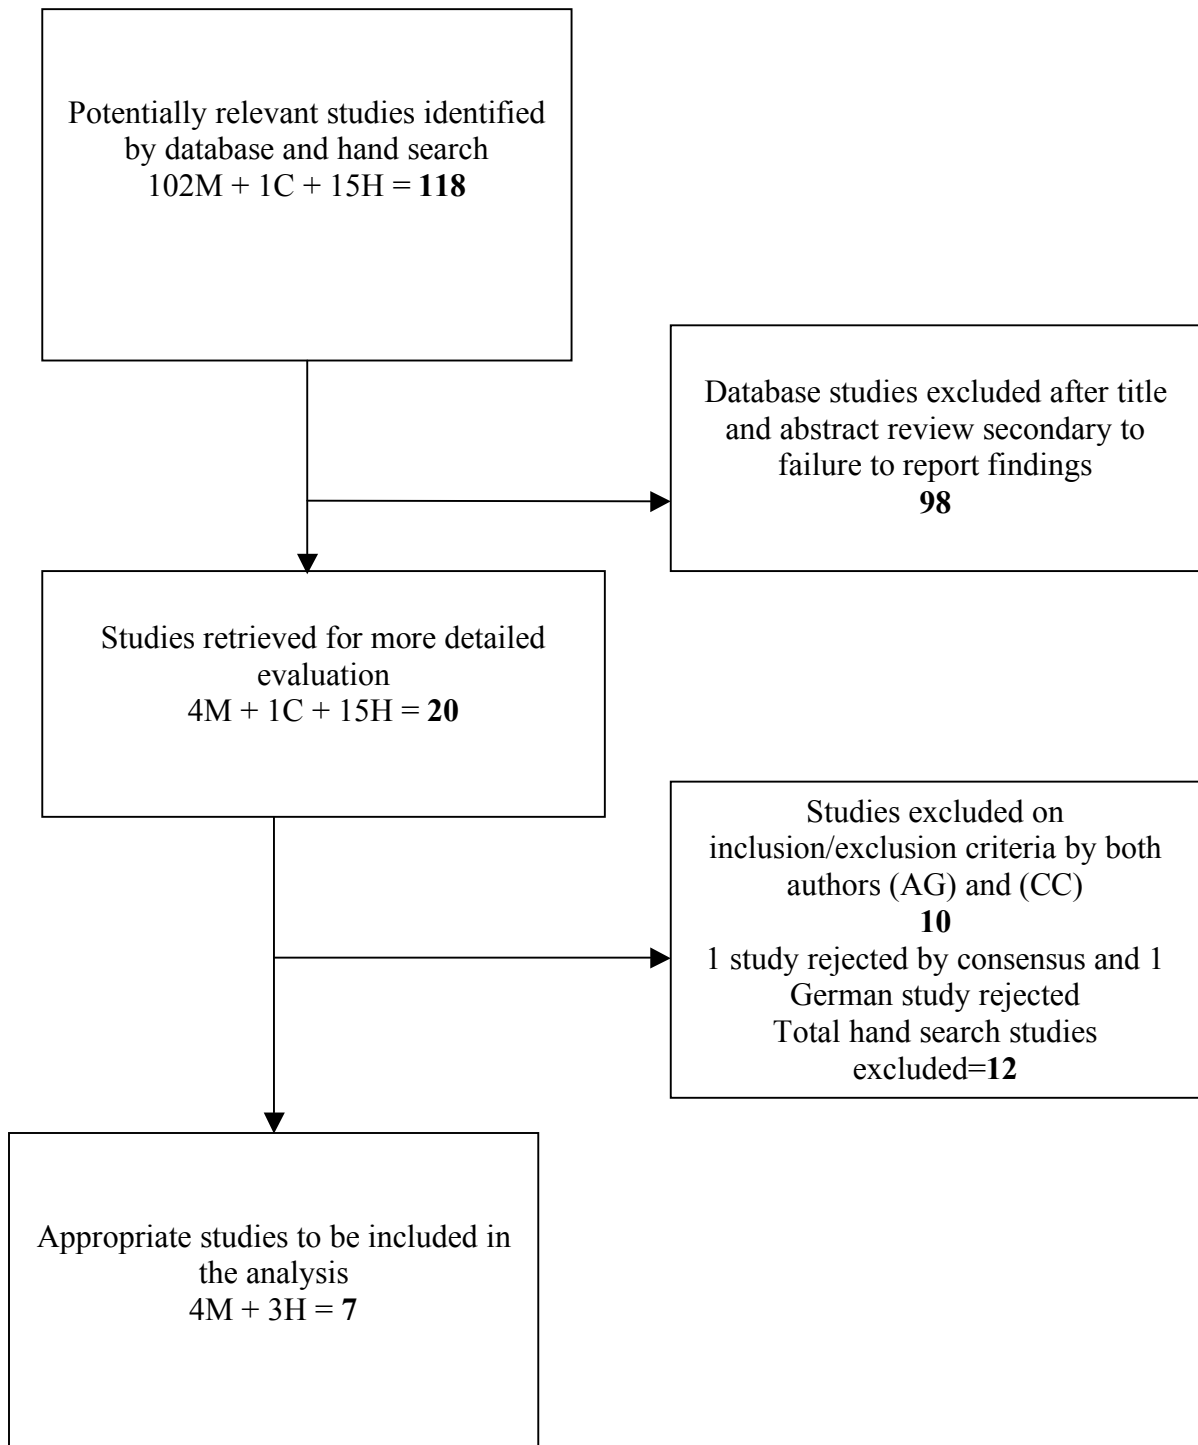 Potentially relevant studies identified
by database and hand search
102M + 1C + 15H = 118
Database studies excluded after title
and abstract review secondary to
failure to report findings
98
Studies retrieved for more detailed
evaluation
4M + 1C + 15H = 20
Studies excluded on
inclusion/exclusion criteria by both
authors (AG) and (CC)
10
1 study rejected by consensus and 1
German study rejected
Total hand search studies
excluded=12
Appropriate studies to be included in
the analysis
4M + 3H = 7